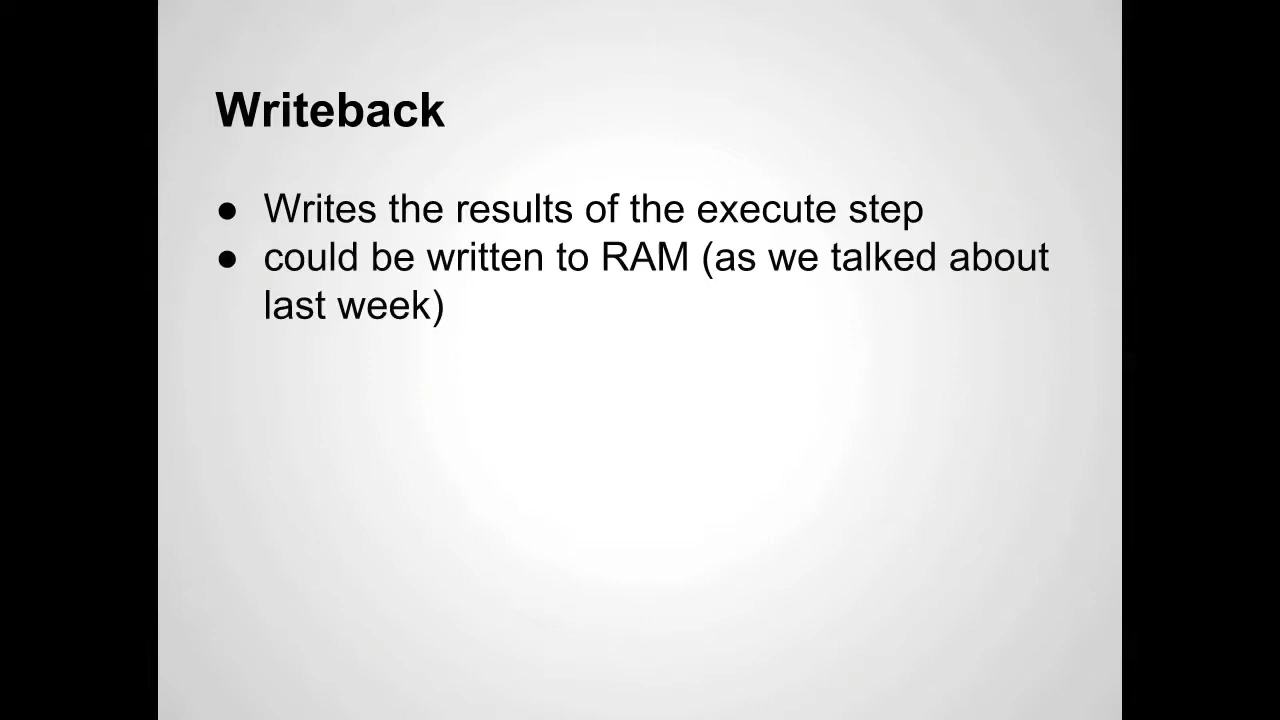 Writeback
● Writes the results of the execute step
● could be written to RAM (as we talked about
last week)